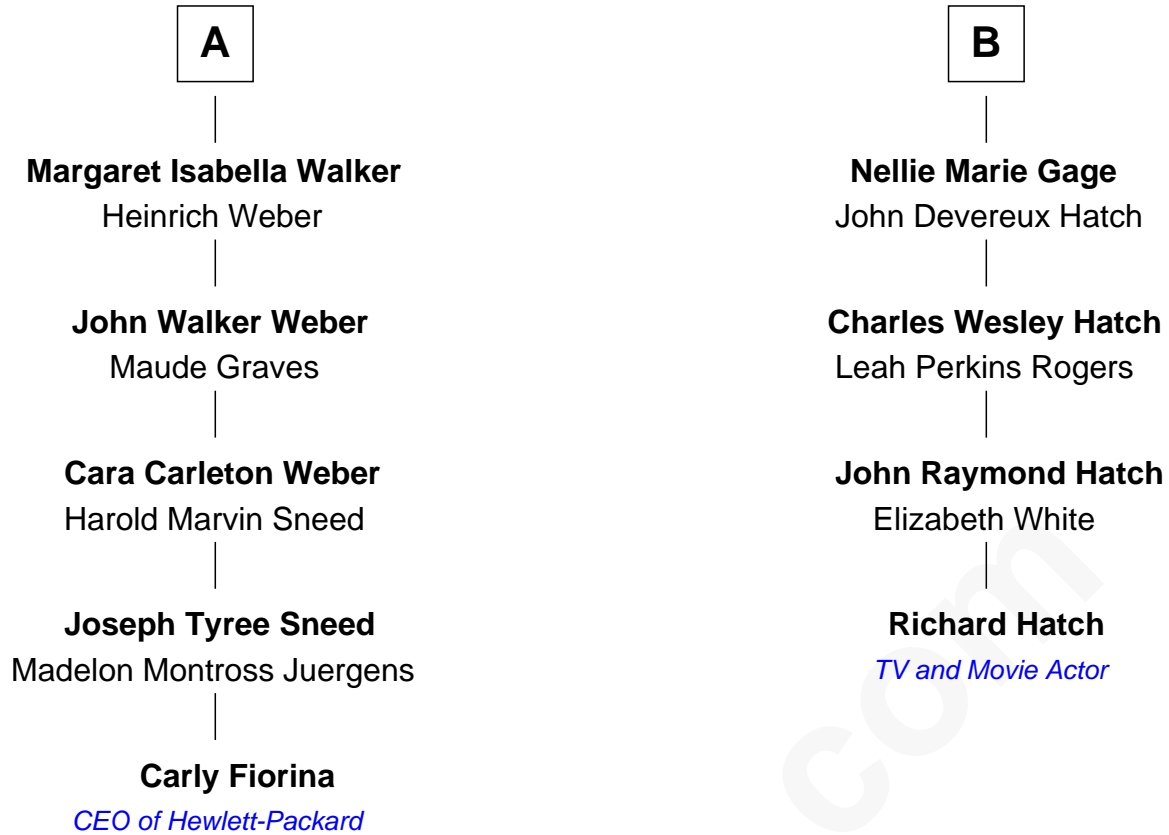 A
B
Margaret Isabella Walker
Heinrich Weber
Nellie Marie Gage
John Devereux Hatch
John Walker Weber
Maude Graves
Charles Wesley Hatch
Leah Perkins Rogers
Cara Carleton Weber
Harold Marvin Sneed
John Raymond Hatch
Elizabeth White
Joseph Tyree Sneed
Madelon Montross Juergens
Richard Hatch
TV and Movie Actor
Carly Fiorina
CEO of Hewlett-Packard
com